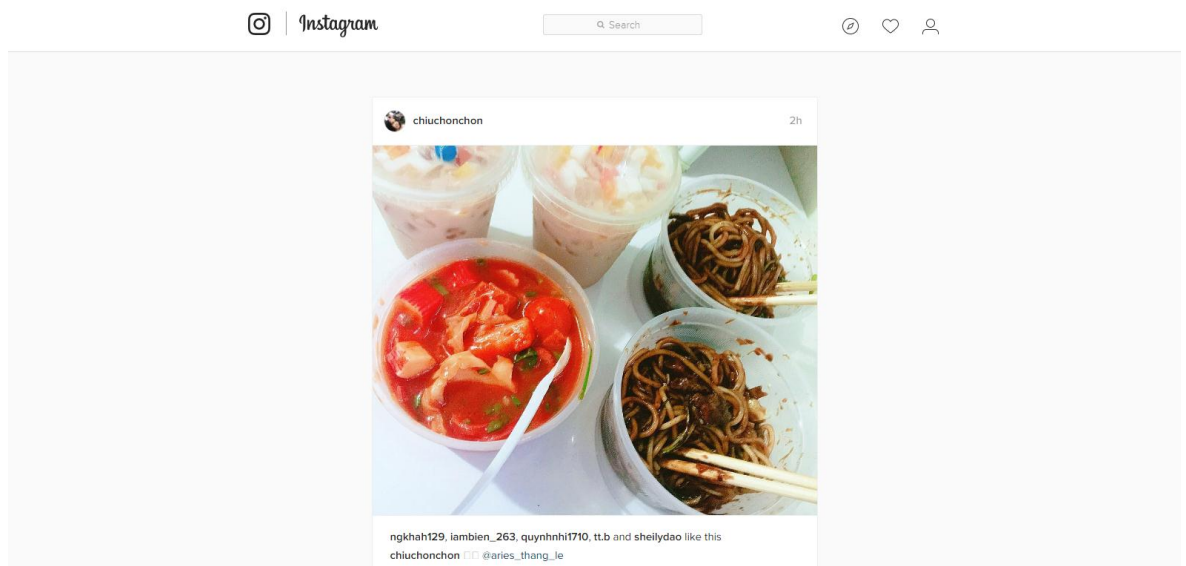 Instagram
Search
chiuchonchon 2h
ngkhah129, iambien_263, quynhnhi1710, tt.b and sheilydao like this
chiuchonchon @aries_thang_le